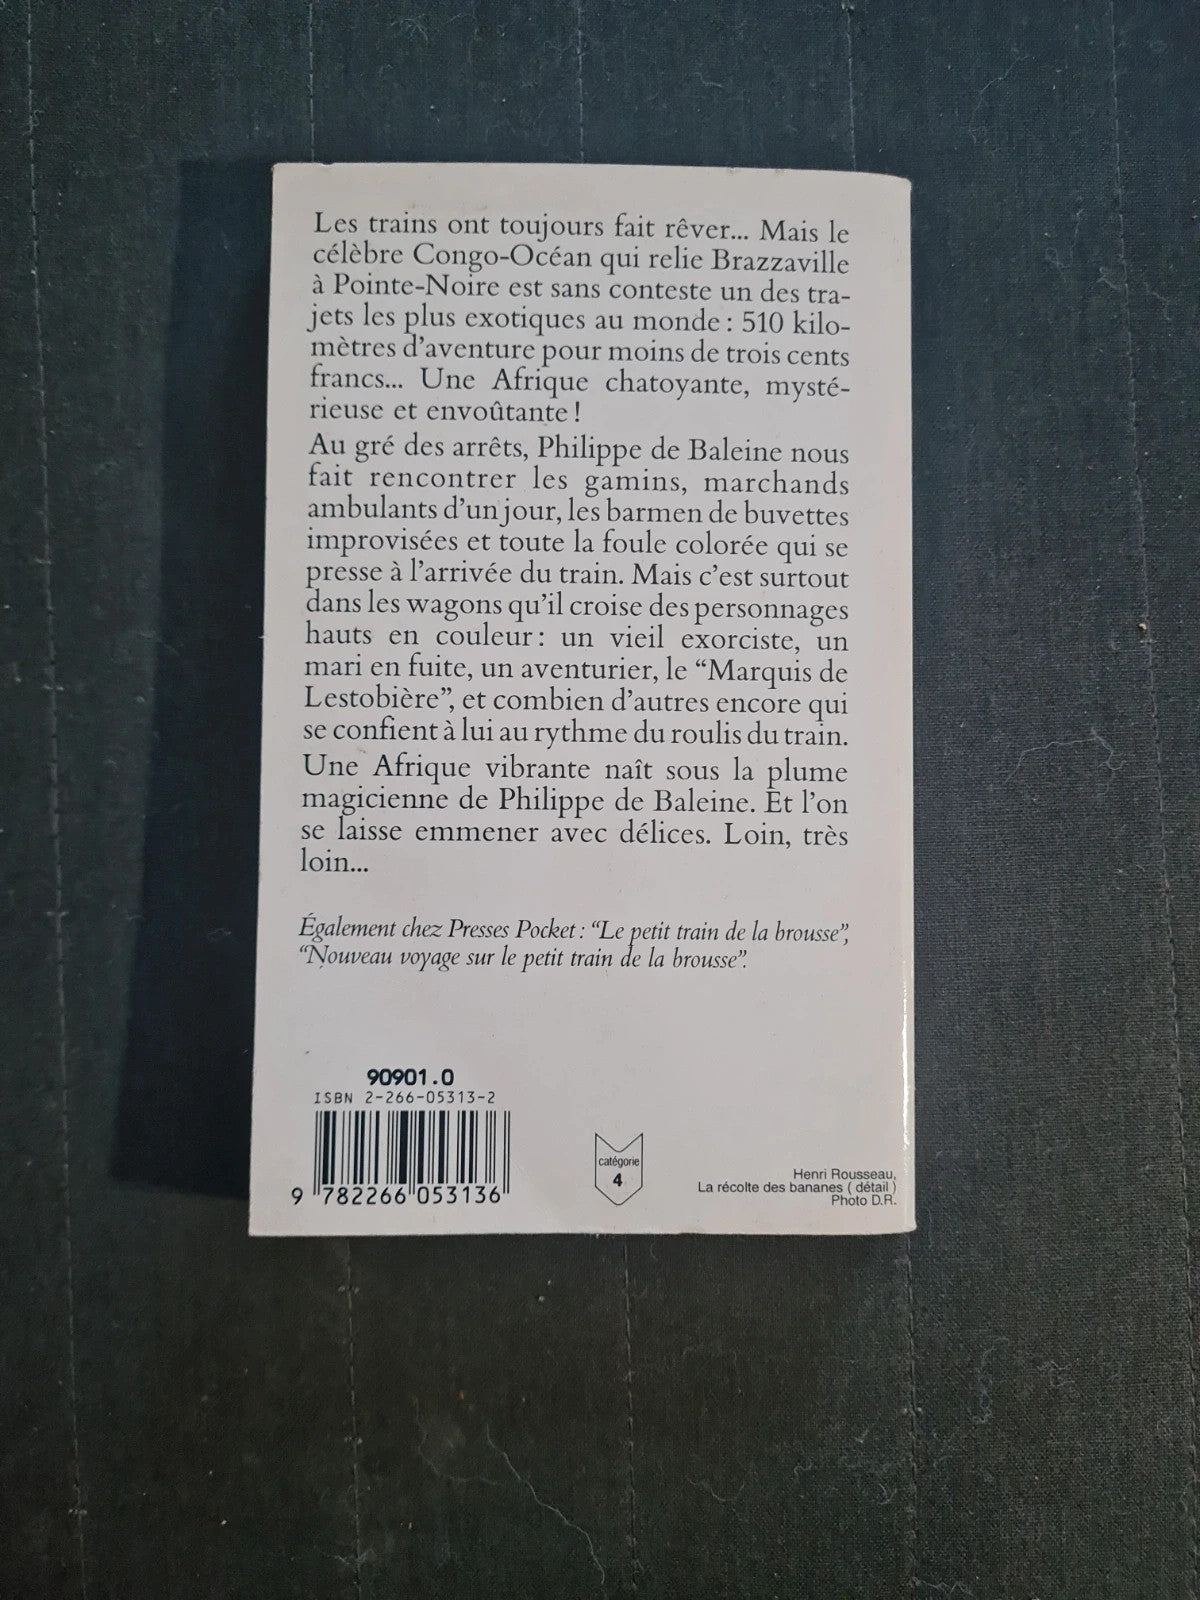 Les trains ont toujours fait rêver... Mais le
célèbre Congo-Océan qui relie Brazzaville
à Pointe-Noire est sans conteste un des tra-
jets les plus exotiques au monde : 510 kilo-
mètres d'aventure pour moins de trois cents
francs... Une Afrique chatoyante, mysté-
rieuse et envoûtante !
Au gré des arrêts, Philippe de Baleine nous
fait rencontrer les gamins, marchands
ambulants d'un jour, les barmen de buvettes
improvisées et toute la foule colorée qui se
presse à l'arrivée du train. Mais c'est surtout
dans les wagons qu'il croise des personnages
hauts en couleur : un vieil exorciste, un
mari en fuite, un aventurier, le “Marquis de
Lestobière”, et combien d'autres encore qui
se confient à lui au rythme du roulis du train.
Une Afrique vibrante naît sous la plume
magicienne de Philippe de Baleine. Et l'on
se laisse emmener avec délices. Loin, très
loin...
Également chez Presses Pocket : “Le petit train de la brousse”,
“Nouveau voyage sur le petit train de la brousse”.
90901.0
ISBN 2-266-05313-2
9 782266 053136
catégorie
4
Henri Rousseau,
La récolte des bananes ( détail )
Photo D.R.